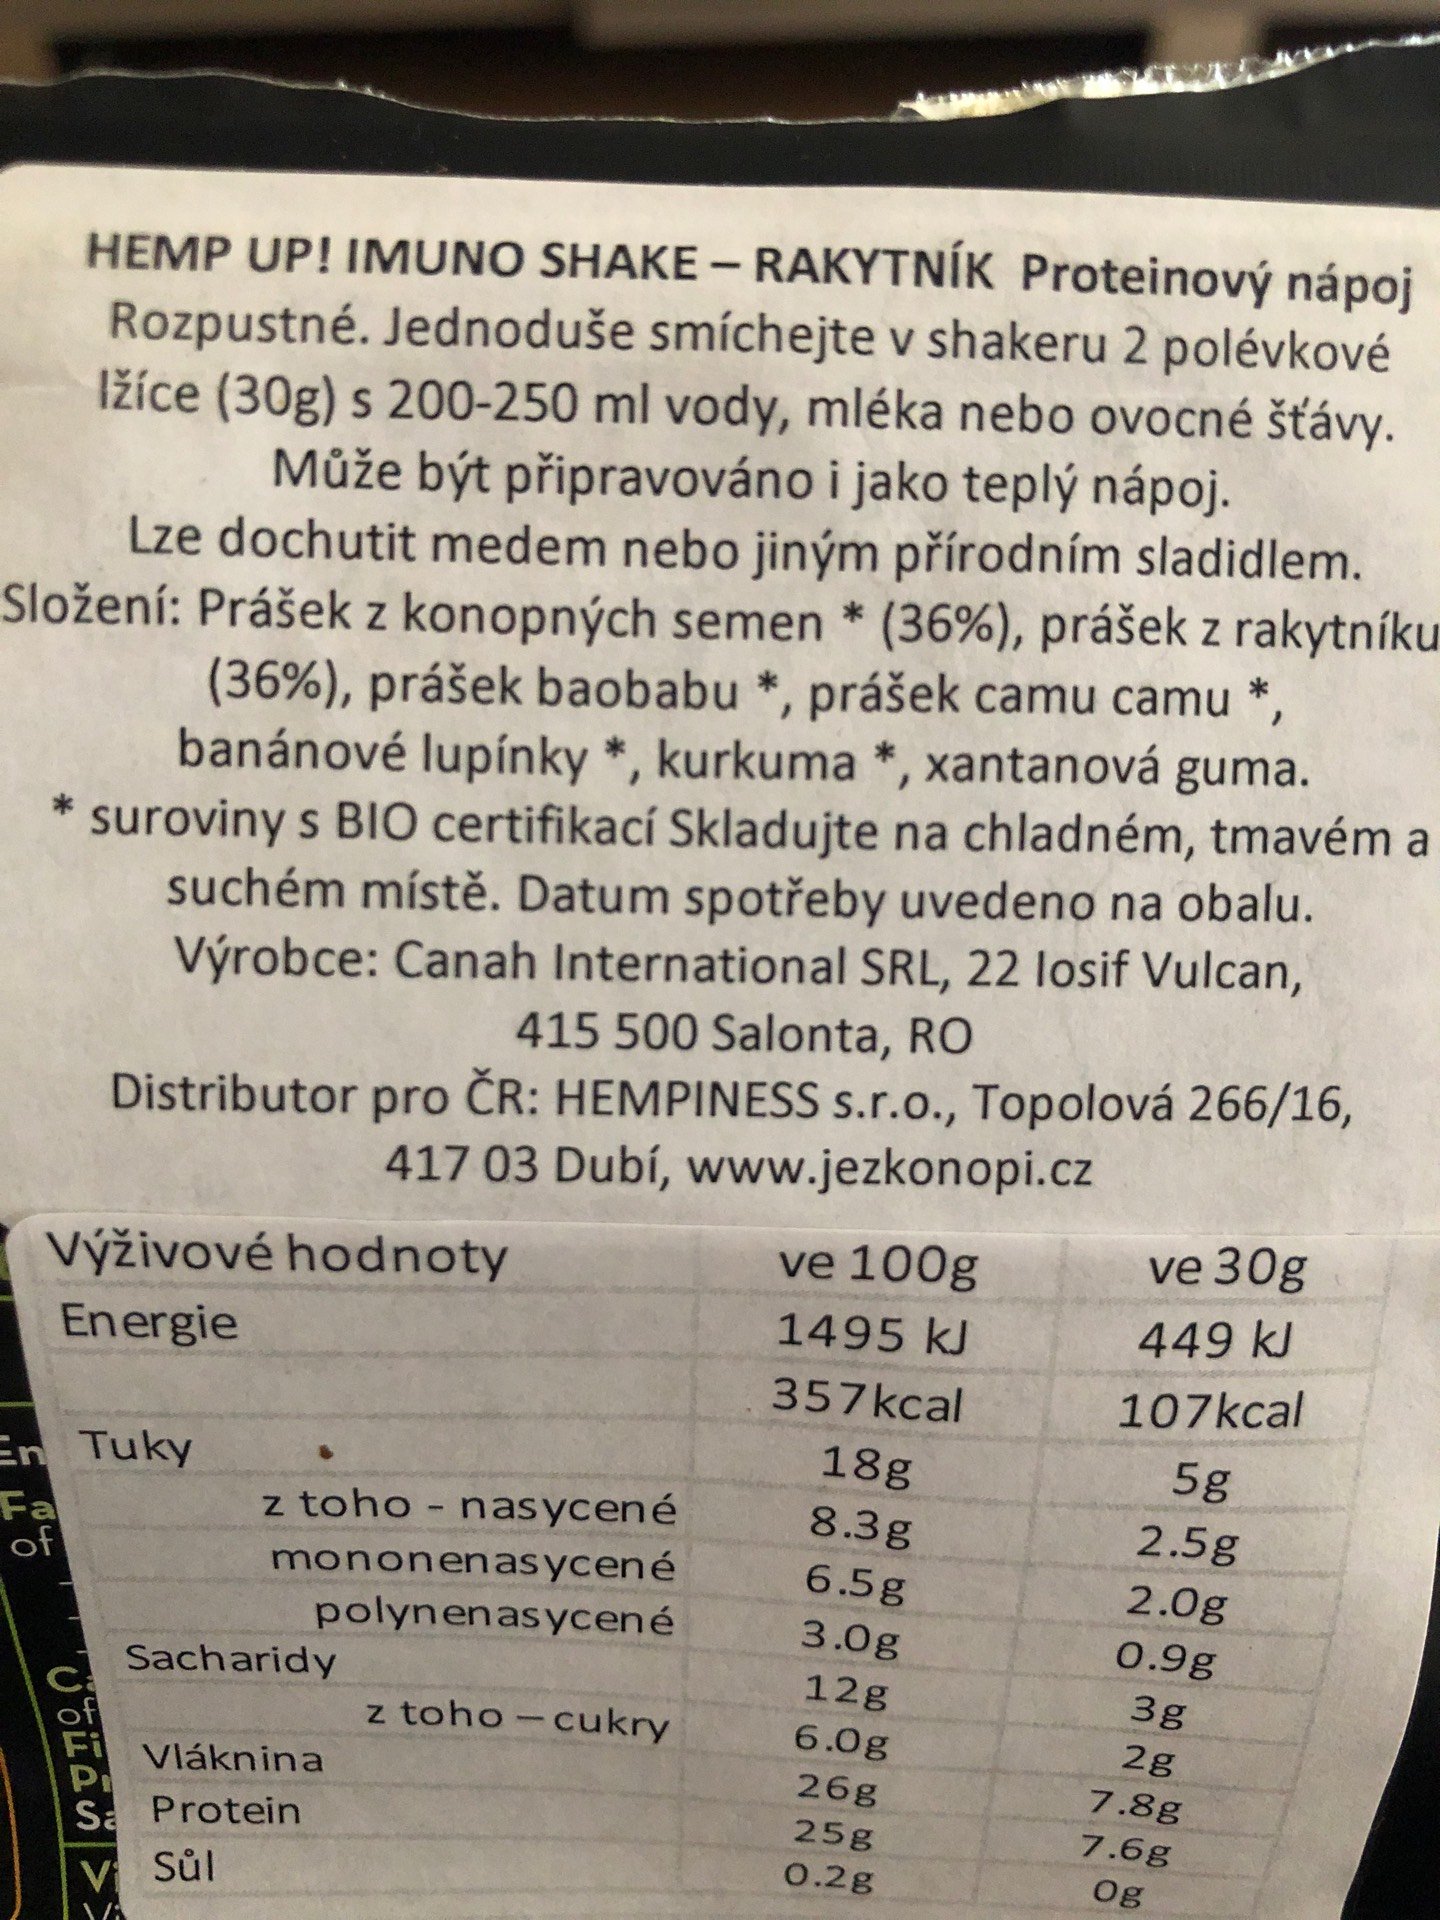 HEMP UP! IMUNO SHAKE – RAKYTNÍK Proteinový nápoj
Rozpustné. Jednoduše smíchejte v shakeru 2 polévkové
lžíce (30g) s 200-250 ml vody, mléka nebo ovocné šťávy.
Může být připravováno i jako teplý nápoj.
Lze dochutit medem nebo jiným přírodním sladidlem.
Složení: Prášek z konopných semen * (36%), prášek z rakytníku
(36%), prášek baobabu *, prášek camu camu *,
banánové lupínky *, kurkuma *, xantanová guma.
* suroviny s BIO certifikací Skladujte na chladném, tmavém a
suchém místě. Datum spotřeby uvedeno na obalu.
Výrobce: Canah International SRL, 22 Iosif Vulcan,
415 500 Salonta, RO
Distributor pro ČR: HEMPINESS s.r.o., Topolová 266/16,
417 03 Dubí, www.jezkonopi.cz
Výživové hodnoty ve 100g ve 30g
Energie 1495 kJ 449 kJ
357kcal 107kcal
Tuky 18g 5g
z toho - nasycené 8.3g 2.5g
mononenasycené 6.5g 2.0g
polynenasycené 3.0g 0.9g
Sacharidy 12g 3g
z toho – cukry 6.0g 2g
Vláknina 26g 7.8g
Protein 25g 7.6g
Sůl 0.2g 0g
of